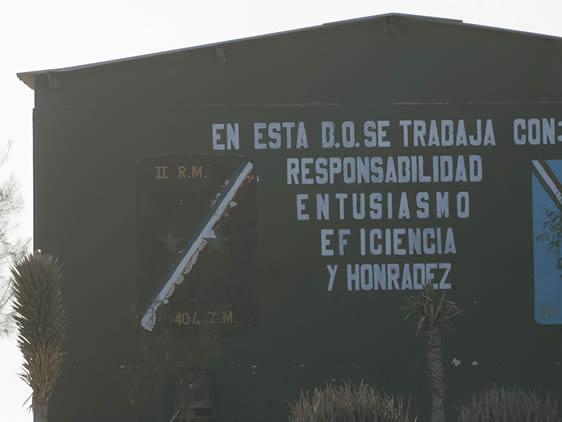 EN ESTA B.O. SE TRABAJA CON:
RESPONSABILIDAD
ENTUSIASMO
EFICIENCIA
Y HONRADEZ
II R.M.
40/a. Z.M.